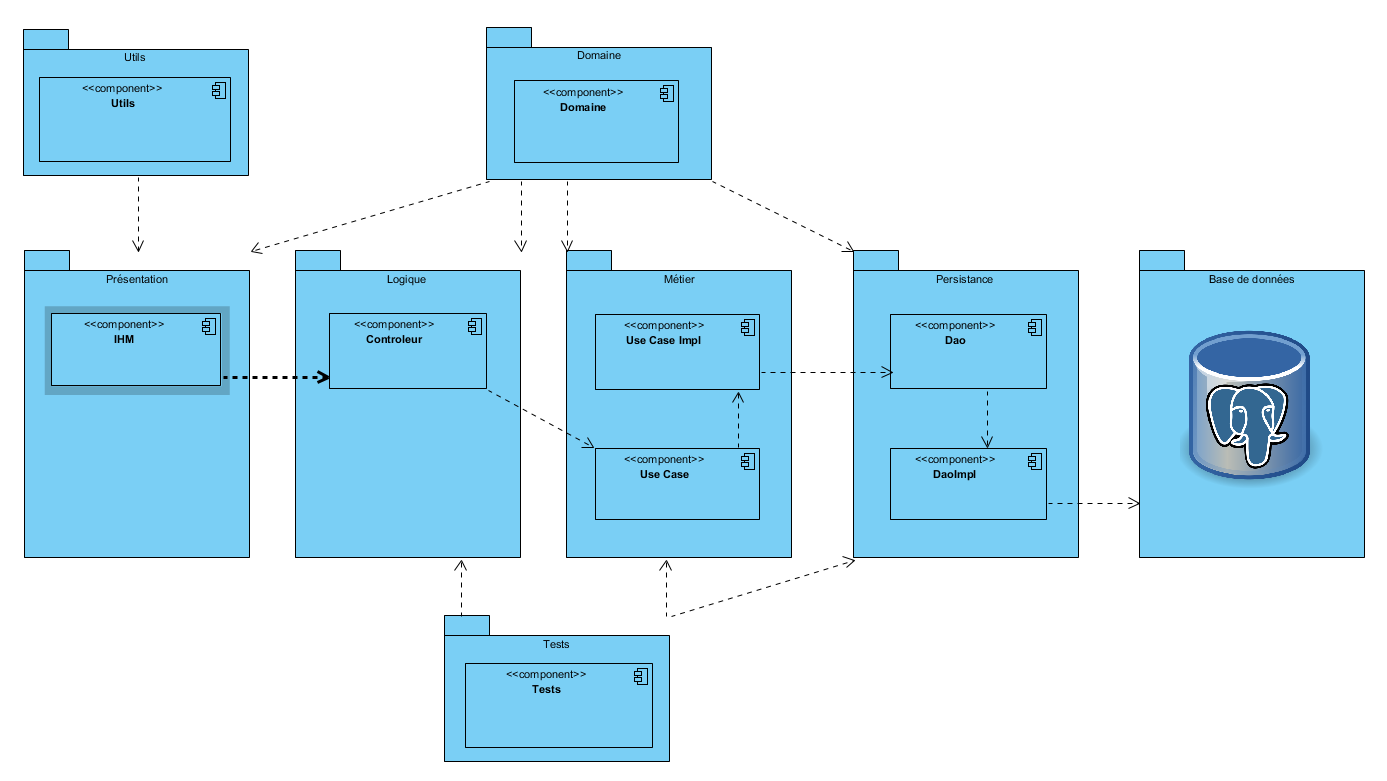 Utils
<<component>>
Utils
Domaine
<<component>>
Domaine
Présentation
<<component>>
IHM
Logique
<<component>>
Controleur
Métier
<<component>>
Use Case Impl
<<component>>
Use Case
Persistance
<<component>>
Dao
<<component>>
DaoImpl
Base de données
Tests
<<component>>
Tests